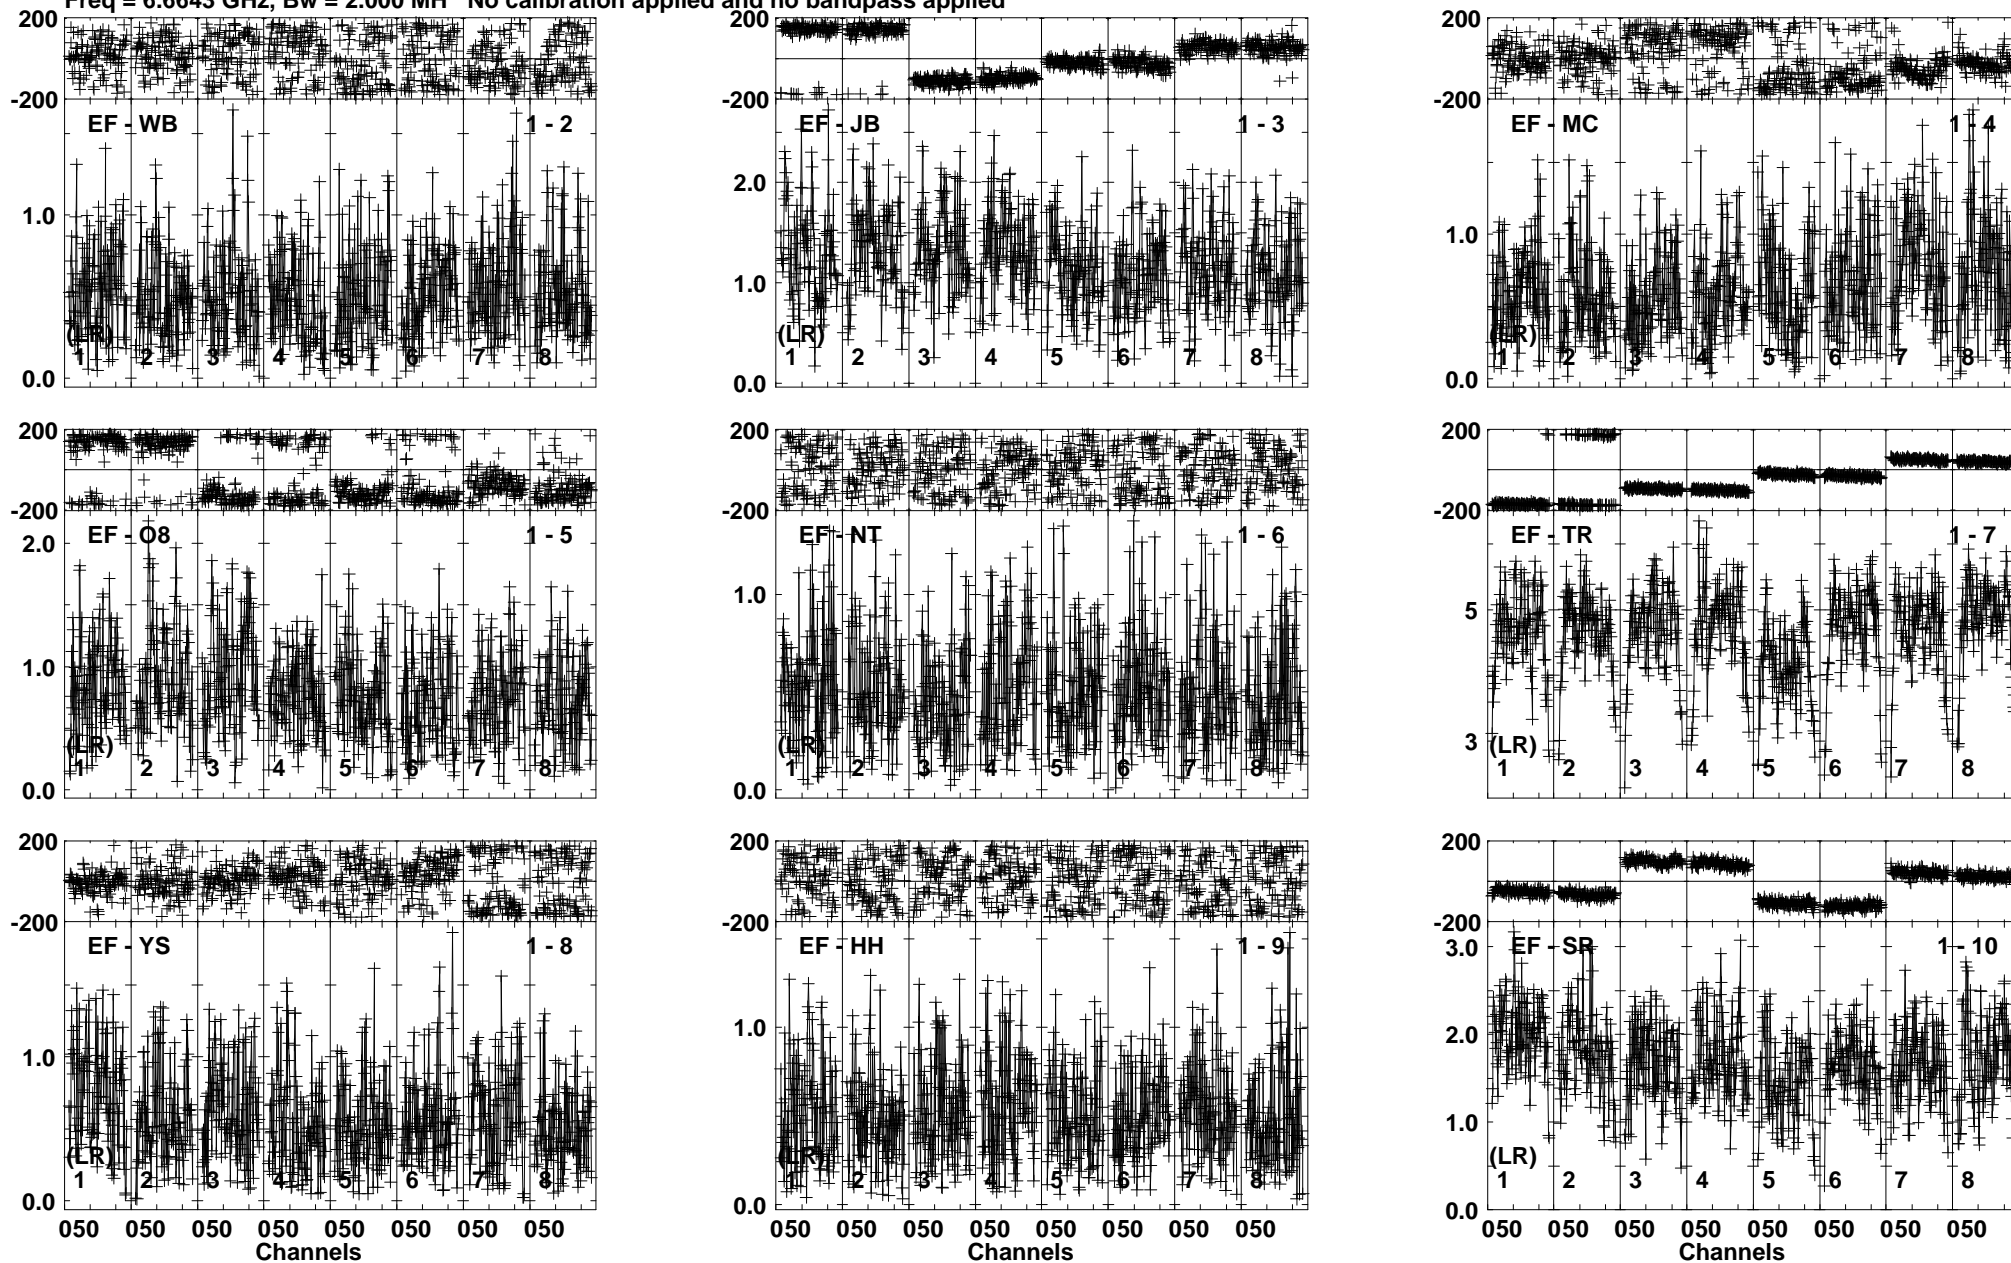 Freq = 6.6643 GHz, Bw = 2.000 MH No calibration applied and no bandpass applied
200
-200
EF - WB 1 - 2
1.0
(LR)
1 2 3 4 5 6 7 8
0.0
200
-200
EF - JB 1 - 3
2.0
1.0
(LR)
1 2 3 4 5 6 7 8
0.0
200
-200
EF - MC 1 - 4
1.0
(LR)
1 2 3 4 5 6 7 8
0.0
200
-200
EF - O8 1 - 5
2.0
1.0
(LR)
1 2 3 4 5 6 7 8
0.0
200
-200
EF - NT 1 - 6
1.0
(LR)
1 2 3 4 5 6 7 8
0.0
200
-200
EF - TR 1 - 7
5
3 (LR)
1 2 3 4 5 6 7 8
200
-200
EF - YS 1 - 8
1.0
(LR)
1 2 3 4 5 6 7 8
0.0
050 050 050 050 050 050 050 050
Channels
200
-200
EF - HH 1 - 9
1.0
(LR)
1 2 3 4 5 6 7 8
0.0
050 050 050 050 050 050 050 050
Channels
200
-200
EF - SR 1 - 10
3.0
2.0
1.0
(LR)
1 2 3 4 5 6 7 8
0.0
050 050 050 050 050 050 050 050
Channels